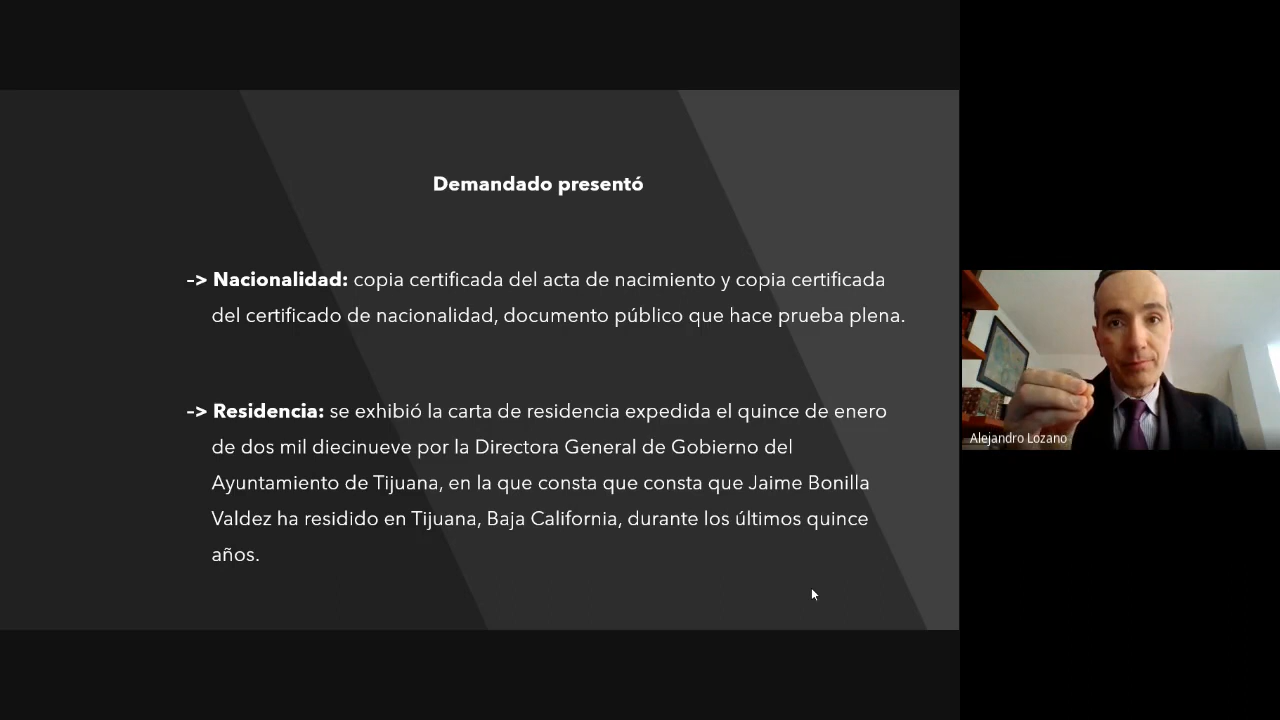 Demandado presentó
–> Nacionalidad: copia certificada del acta de nacimiento y copia certificada
del certificado de nacionalidad, documento público que hace prueba plena.
–> Residencia: se exhibió la carta de residencia expedida el quince de enero
de dos mil diecinueve por la Directora General de Gobierno del
Ayuntamiento de Tijuana, en la que consta que consta que Jaime Bonilla
Valdez ha residido en Tijuana, Baja California, durante los últimos quince
años.
Alejandro Lozano